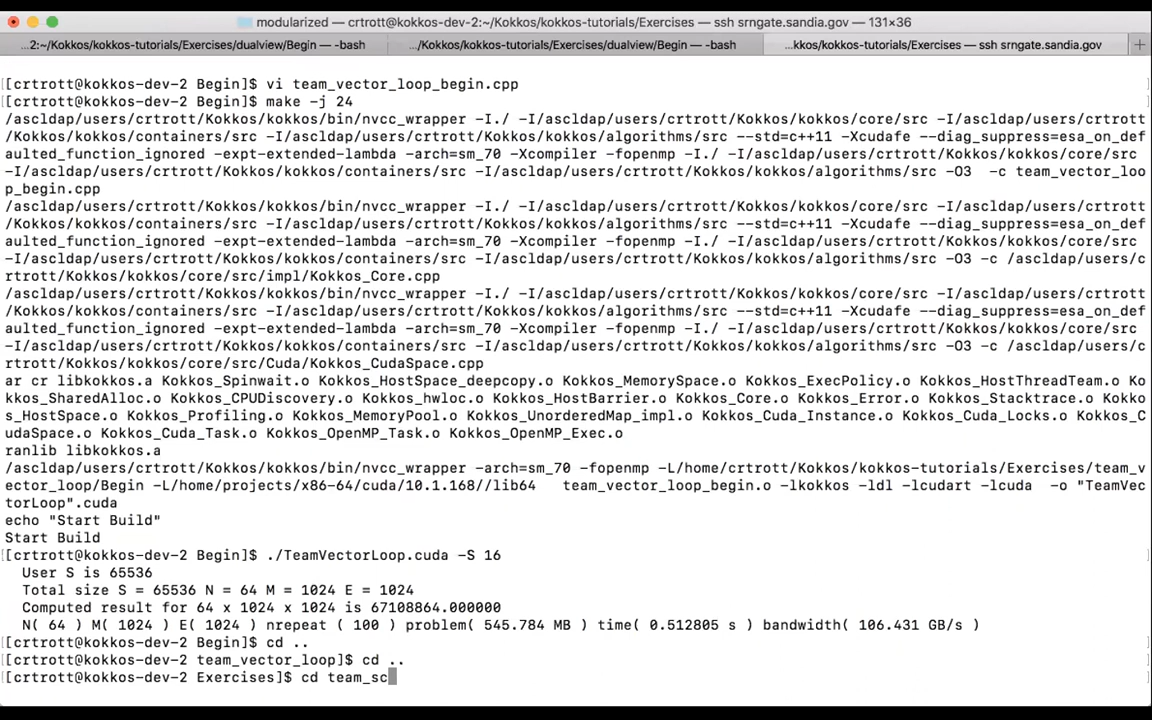 modularized — crtrott@kokkos-dev-2:~/Kokkos/kokkos-tutorials/Exercises — ssh srngate.sandia.gov — 131×36
...2:~/Kokkos/kokkos-tutorials/Exercises/dualview/Begin — -bash
.../Kokkos/kokkos-tutorials/Exercises/dualview/Begin — -bash
...kkos/kokkos-tutorials/Exercises — ssh srngate.sandia.gov
+
[[crtrott@kokkos-dev-2 Begin]$ vi team_vector_loop_begin.cpp ]
[[crtrott@kokkos-dev-2 Begin]$ make -j 24 ]
/ascldap/users/crtrott/Kokkos/kokkos/bin/nvcc_wrapper -I./ -I/ascldap/users/crtrott/Kokkos/kokkos/core/src -I/ascldap/users/crtrott
/Kokkos/kokkos/containers/src -I/ascldap/users/crtrott/Kokkos/kokkos/algorithms/src --std=c++11 -Xcudafe --diag_suppress=esa_on_def
aulted_function_ignored -expt-extended-lambda -arch=sm_70 -Xcompiler -fopenmp -I./ -I/ascldap/users/crtrott/Kokkos/kokkos/core/src
-I/ascldap/users/crtrott/Kokkos/kokkos/containers/src -I/ascldap/users/crtrott/Kokkos/kokkos/algorithms/src -O3  -c team_vector_loo
p_begin.cpp
/ascldap/users/crtrott/Kokkos/kokkos/bin/nvcc_wrapper -I./ -I/ascldap/users/crtrott/Kokkos/kokkos/core/src -I/ascldap/users/crtrott
/Kokkos/kokkos/containers/src -I/ascldap/users/crtrott/Kokkos/kokkos/algorithms/src --std=c++11 -Xcudafe --diag_suppress=esa_on_def
aulted_function_ignored -expt-extended-lambda -arch=sm_70 -Xcompiler -fopenmp -I./ -I/ascldap/users/crtrott/Kokkos/kokkos/core/src
-I/ascldap/users/crtrott/Kokkos/kokkos/containers/src -I/ascldap/users/crtrott/Kokkos/kokkos/algorithms/src -O3 -c /ascldap/users/c
rtrott/Kokkos/kokkos/core/src/impl/Kokkos_Core.cpp
/ascldap/users/crtrott/Kokkos/kokkos/bin/nvcc_wrapper -I./ -I/ascldap/users/crtrott/Kokkos/kokkos/core/src -I/ascldap/users/crtrott
/Kokkos/kokkos/containers/src -I/ascldap/users/crtrott/Kokkos/kokkos/algorithms/src --std=c++11 -Xcudafe --diag_suppress=esa_on_def
aulted_function_ignored -expt-extended-lambda -arch=sm_70 -Xcompiler -fopenmp -I./ -I/ascldap/users/crtrott/Kokkos/kokkos/core/src
-I/ascldap/users/crtrott/Kokkos/kokkos/containers/src -I/ascldap/users/crtrott/Kokkos/kokkos/algorithms/src -O3 -c /ascldap/users/c
rtrott/Kokkos/kokkos/core/src/Cuda/Kokkos_CudaSpace.cpp
ar cr libkokkos.a Kokkos_Spinwait.o Kokkos_HostSpace_deepcopy.o Kokkos_MemorySpace.o Kokkos_ExecPolicy.o Kokkos_HostThreadTeam.o Ko
kkos_SharedAlloc.o Kokkos_CPUDiscovery.o Kokkos_hwloc.o Kokkos_HostBarrier.o Kokkos_Core.o Kokkos_Error.o Kokkos_Stacktrace.o Kokko
s_HostSpace.o Kokkos_Profiling.o Kokkos_MemoryPool.o Kokkos_UnorderedMap_impl.o Kokkos_Cuda_Instance.o Kokkos_Cuda_Locks.o Kokkos_C
udaSpace.o Kokkos_Cuda_Task.o Kokkos_OpenMP_Task.o Kokkos_OpenMP_Exec.o
ranlib libkokkos.a
/ascldap/users/crtrott/Kokkos/kokkos/bin/nvcc_wrapper -arch=sm_70 -fopenmp -L/home/crtrott/Kokkos/kokkos-tutorials/Exercises/team_v
ector_loop/Begin -L/home/projects/x86-64/cuda/10.1.168//lib64   team_vector_loop_begin.o -lkokkos -ldl -lcudart -lcuda  -o "TeamVec
torLoop".cuda
echo "Start Build"
Start Build
[[crtrott@kokkos-dev-2 Begin]$ ./TeamVectorLoop.cuda -S 16 ]
  User S is 65536
  Total size S = 65536 N = 64 M = 1024 E = 1024
  Computed result for 64 x 1024 x 1024 is 67108864.000000
  N( 64 ) M( 1024 ) E( 1024 ) nrepeat ( 100 ) problem( 545.784 MB ) time( 0.512805 s ) bandwidth( 106.431 GB/s )
[[crtrott@kokkos-dev-2 Begin]$ cd .. ]
[[crtrott@kokkos-dev-2 team_vector_loop]$ cd .. ]
[[crtrott@kokkos-dev-2 Exercises]$ cd team_sc ]